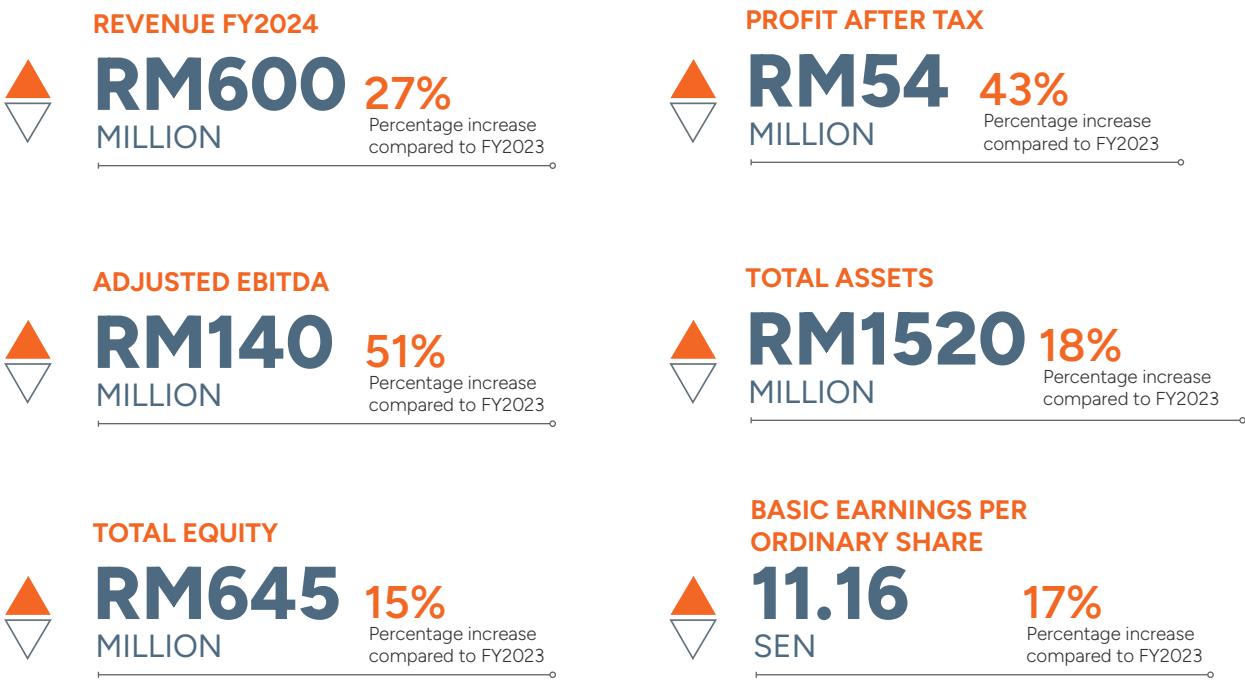 REVENUE FY2024
RM600 27%
MILLION
Percentage increase
compared to FY2023
PROFIT AFTER TAX
RM54 43%
MILLION
Percentage increase
compared to FY2023
ADJUSTED EBITDA
RM140 51%
MILLION
Percentage increase
compared to FY2023
TOTAL ASSETS
RM1520 18%
MILLION
Percentage increase
compared to FY2023
TOTAL EQUITY
RM645 15%
MILLION
Percentage increase
compared to FY2023
BASIC EARNINGS PER
ORDINARY SHARE
11.16 17%
SEN
Percentage increase
compared to FY2023